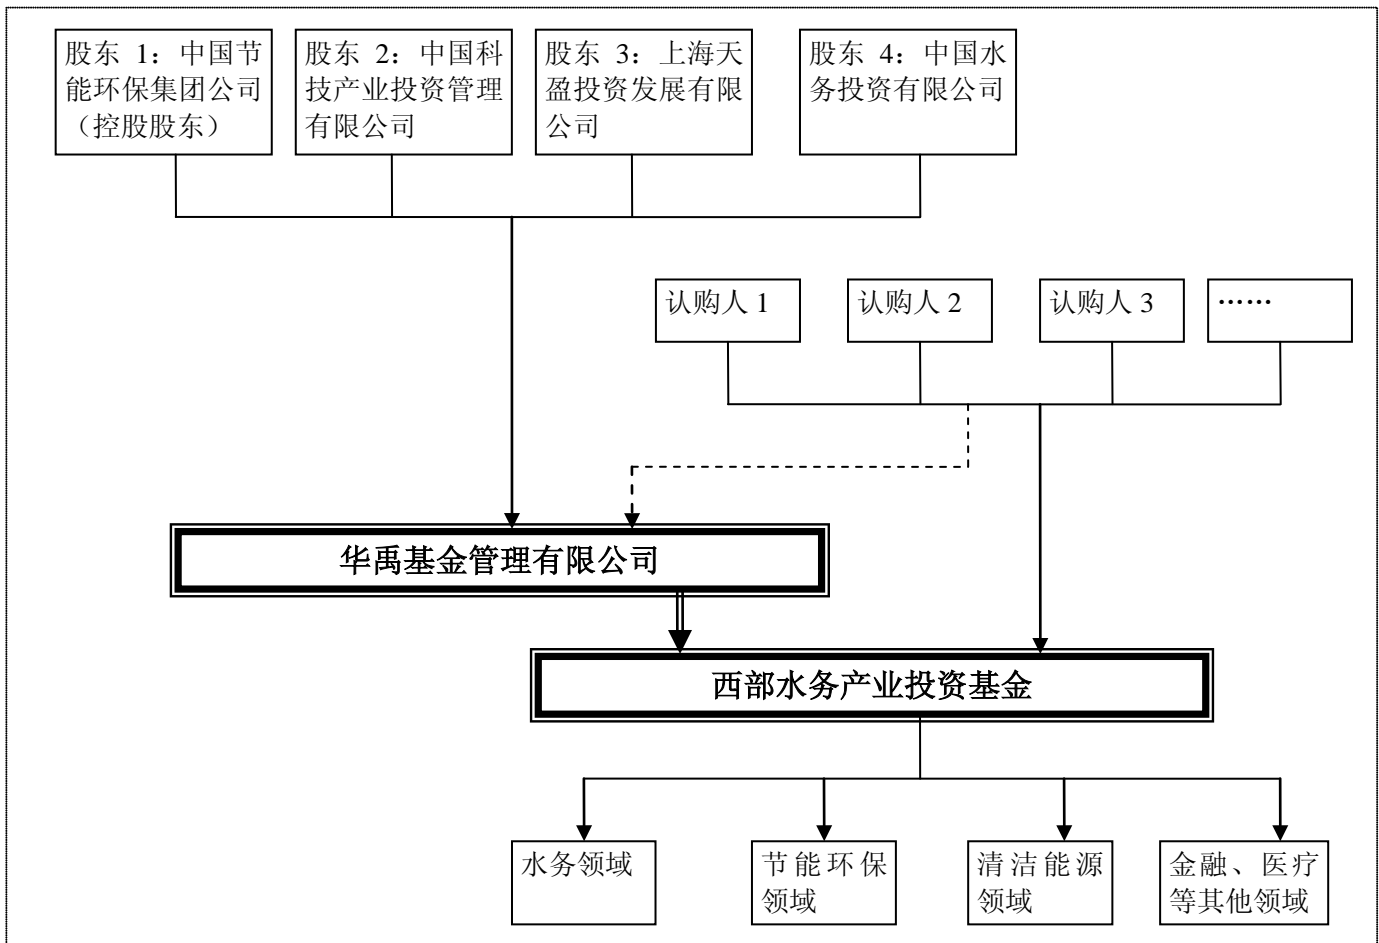 股东 1：中国节
能环保集团公司
（控股股东）
股东 2：中国科
技产业投资管理
有限公司
股东 3：上海天
盈投资发展有限
公司
股东 4：中国水
务投资有限公司
认购人 1
认购人 2
认购人 3
……
华禹基金管理有限公司
西部水务产业投资基金
水务领域
节能环保
领域
清洁能源
领域
金融、医疗
等其他领域